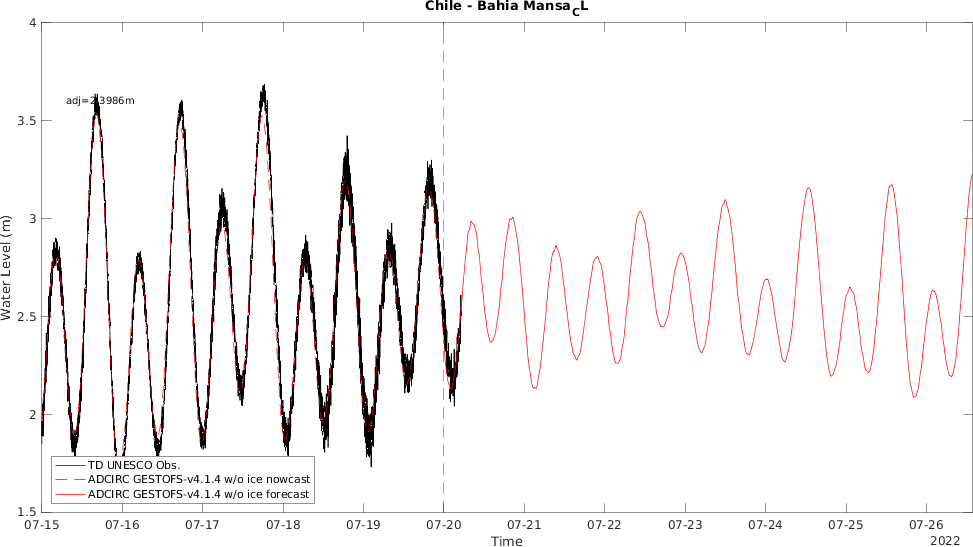 Chile - Bahia Mansa_CL
4
adj=2.3986m
3.5
3
2.5
2
1.5
Water Level (m)
TD UNESCO Obs.
ADCIRC GESTOFS-v4.1.4 w/o ice nowcast
ADCIRC GESTOFS-v4.1.4 w/o ice forecast
07-15 07-16 07-17 07-18 07-19 07-20 07-21 07-22 07-23 07-24 07-25 07-26
Time
2022